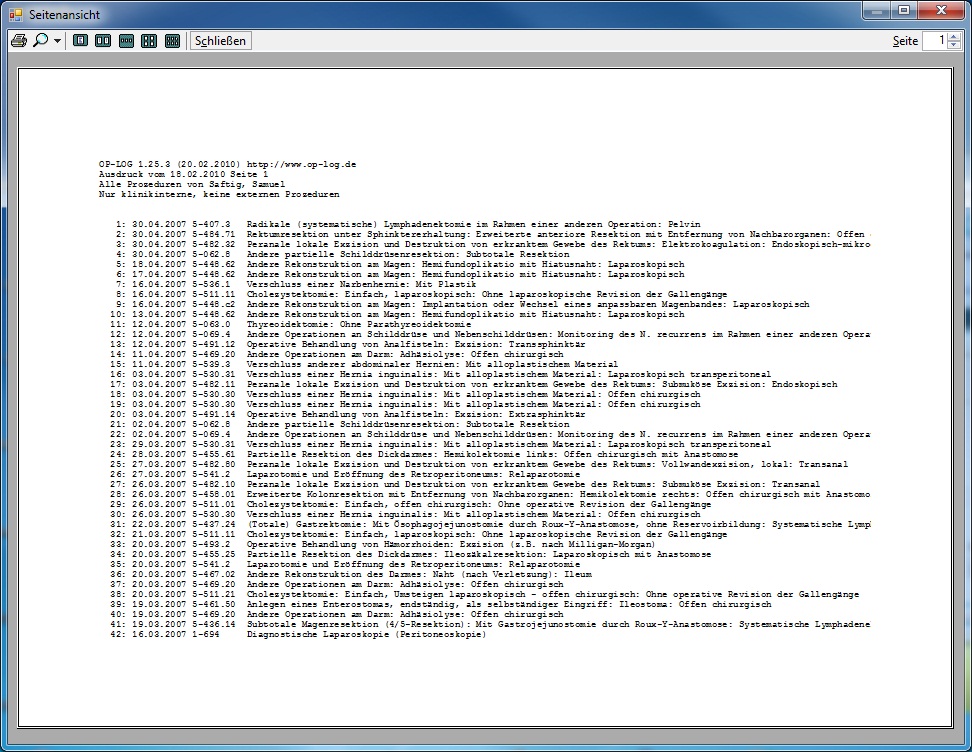 Seitenansicht
Schließen
Seite 1
OP-LOG 1.25.3 (20.02.2010) http://www.op-log.de
Ausdruck vom 18.02.2010 Seite 1
Alle Prozeduren von Saftig, Samuel
Nur klinikinterne, keine externen Prozeduren
1: 30.04.2007 5-407.3 Radikale (systematische) Lymphadenektomie im Rahmen einer anderen Operation: Pelvin
2: 30.04.2007 5-484.71 Rektumresektion unter Sphinktererhaltung: Erweiterte anteriore Resektion mit Entfernung von Nachbarorganen: Offen
3: 30.04.2007 5-482.32 Peranale lokale Exzision und Destruktion von erkranktem Gewebe des Rektums: Elektrokoagulation: Endoskopisch-mikro
4: 30.04.2007 5-062.8 Andere partielle Schilddrüsenresektion: Subtotale Resektion
5: 18.04.2007 5-448.62 Andere Rekonstruktion am Magen: Hemifundoplikatio mit Hiatusnaht: Laparoskopisch
6: 17.04.2007 5-448.62 Andere Rekonstruktion am Magen: Hemifundoplikatio mit Hiatusnaht: Laparoskopisch
7: 16.04.2007 5-536.1 Verschluss einer Narbenhernie: Mit Plastik
8: 16.04.2007 5-511.11 Cholezystektomie: Einfach, laparoskopisch: Ohne laparoskopische Revision der Gallengänge
9: 16.04.2007 5-448.c2 Andere Rekonstruktion am Magen: Implantation oder Wechsel eines anpassbaren Magenbandes: Laparoskopisch
10: 13.04.2007 5-448.62 Andere Rekonstruktion am Magen: Hemifundoplikatio mit Hiatusnaht: Laparoskopisch
11: 12.04.2007 5-063.0 Thyreoidektomie: Ohne Parathyreoidektomie
12: 12.04.2007 5-069.4 Andere Operationen an Schilddrüse und Nebenschilddrüsen: Monitoring des N. recurrens im Rahmen einer anderen Opera
13: 12.04.2007 5-491.12 Operative Behandlung von Analfisteln: Exzision: Transsphinktär
14: 11.04.2007 5-469.20 Andere Operationen am Darm: Adhäsiolyse: Offen chirurgisch
15: 11.04.2007 5-539.3 Verschluss anderer abdominaler Hernien: Mit alloplastischem Material
16: 03.04.2007 5-530.31 Verschluss einer Hernia inguinalis: Mit alloplastischem Material: Laparoskopisch transperitoneal
17: 03.04.2007 5-482.11 Peranale lokale Exzision und Destruktion von erkranktem Gewebe des Rektums: Submuköse Exzision: Endoskopisch
18: 03.04.2007 5-530.30 Verschluss einer Hernia inguinalis: Mit alloplastischem Material: Offen chirurgisch
19: 03.04.2007 5-530.30 Verschluss einer Hernia inguinalis: Mit alloplastischem Material: Offen chirurgisch
20: 03.04.2007 5-491.14 Operative Behandlung von Analfisteln: Exzision: Extrasphinktär
21: 02.04.2007 5-062.8 Andere partielle Schilddrüsenresektion: Subtotale Resektion
22: 02.04.2007 5-069.4 Andere Operationen an Schilddrüse und Nebenschilddrüsen: Monitoring des N. recurrens im Rahmen einer anderen Opera
23: 29.03.2007 5-530.31 Verschluss einer Hernia inguinalis: Mit alloplastischem Material: Laparoskopisch transperitoneal
24: 28.03.2007 5-455.61 Partielle Resektion des Dickdarmes: Hemikolektomie links: Offen chirurgisch mit Anastomose
25: 27.03.2007 5-482.80 Peranale lokale Exzision und Destruktion von erkranktem Gewebe des Rektums: Vollwandexzision, lokal: Transanal
26: 27.03.2007 5-541.2 Laparotomie und Eröffnung des Retroperitoneums: Relaparotomie
27: 26.03.2007 5-482.10 Peranale lokale Exzision und Destruktion von erkranktem Gewebe des Rektums: Submuköse Exzision: Transanal
28: 26.03.2007 5-458.01 Erweiterte Kolonresektion mit Entfernung von Nachbarorganen: Hemikolektomie rechts: Offen chirurgisch mit Anastomo
29: 26.03.2007 5-511.01 Cholezystektomie: Einfach, offen chirurgisch: Ohne operative Revision der Gallengänge
30: 26.03.2007 5-530.30 Verschluss einer Hernia inguinalis: Mit alloplastischem Material: Offen chirurgisch
31: 22.03.2007 5-437.24 (Totale) Gastrektomie: Mit Ösophagojejunostomie durch Roux-Y-Anastomose, ohne Reservoirbildung: Systematische Lymp
32: 21.03.2007 5-511.11 Cholezystektomie: Einfach, laparoskopisch: Ohne laparoskopische Revision der Gallengänge
33: 20.03.2007 5-493.2 Operative Behandlung von Hämorrhoiden: Exzision (z.B. nach Milligan-Morgan)
34: 20.03.2007 5-455.25 Partielle Resektion des Dickdarmes: Ileozäkalresektion: Laparoskopisch mit Anastomose
35: 20.03.2007 5-541.2 Laparotomie und Eröffnung des Retroperitoneums: Relaparotomie
36: 20.03.2007 5-467.02 Andere Rekonstruktion des Darmes: Naht (nach Verletzung): Ileum
37: 20.03.2007 5-469.20 Andere Operationen am Darm: Adhäsiolyse: Offen chirurgisch
38: 20.03.2007 5-511.21 Cholezystektomie: Einfach, Umsteigen laparoskopisch - offen chirurgisch: Ohne operative Revision der Gallengänge
39: 19.03.2007 5-461.50 Anlegen eines Enterostomas, endständig, als selbständiger Eingriff: Ileostoma: Offen chirurgisch
40: 19.03.2007 5-469.20 Andere Operationen am Darm: Adhäsiolyse: Offen chirurgisch
41: 19.03.2007 5-436.14 Subtotale Magenresektion (4/5-Resektion): Mit Gastrojejunostomie durch Roux-Y-Anastomose: Systematische Lymphadene
42: 16.03.2007 1-694 Diagnostische Laparoskopie (Peritoneoskopie)